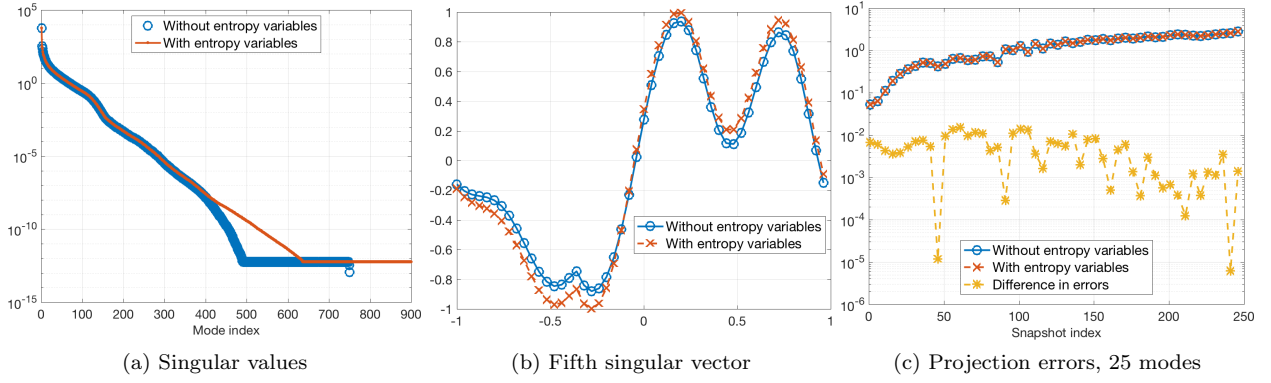 10^5
10^0
10^-5
10^-10
10^-15
0 100 200 300 400 500 600 700 800 900
Mode index
Without entropy variables
With entropy variables
(a) Singular values
1
0.8
0.6
0.4
0.2
0
-0.2
-0.4
-0.6
-0.8
-1
-1 -0.5 0 0.5 1
Without entropy variables
With entropy variables
(b) Fifth singular vector
10^1
10^0
10^-1
10^-2
10^-3
10^-4
10^-5
10^-6
0 50 100 150 200 250
Snapshot index
Without entropy variables
With entropy variables
Difference in errors
(c) Projection errors, 25 modes